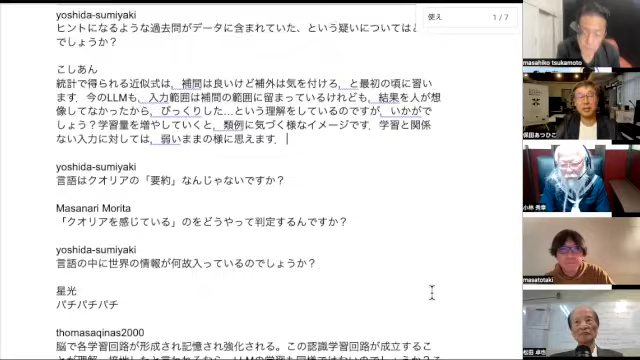 yoshida-sumiyaki
ヒントになるような過去問がデータに含まれていた、という疑いについてはど
でしょうか？
こしあん
統計で得られる近似式は、補間は良いけど補外は気を付けろ、と最初の頃に習い
ます．今のLLMも、入力範囲は補間の範囲に留まっているけれども、結果を人が想
像してなかったから、びっくりした…という理解をしているのですが、いかがで
しょう？学習量を増やしていくと、類例に気づく様なイメージです．学習と関係
ない入力に対しては、弱いままの様に思えます．
yoshida-sumiyaki
言語はクオリアの「要約」なんじゃないですか？
Masanari Morita
「クオリアを感じている」のをどうやって判定するんですか？
yoshida-sumiyaki
言語の中に世界の情報が何故入っているのでしょうか？
星光
パチパチパチ
thomasaqinas2000
脳で各学習回路が形成され記憶され強化される。この認識学習回路が成立するこ
使え
1 / 7
masahiko tsukamoto
保田あつひこ
小林 秀章
masatotaki
松田 卓也